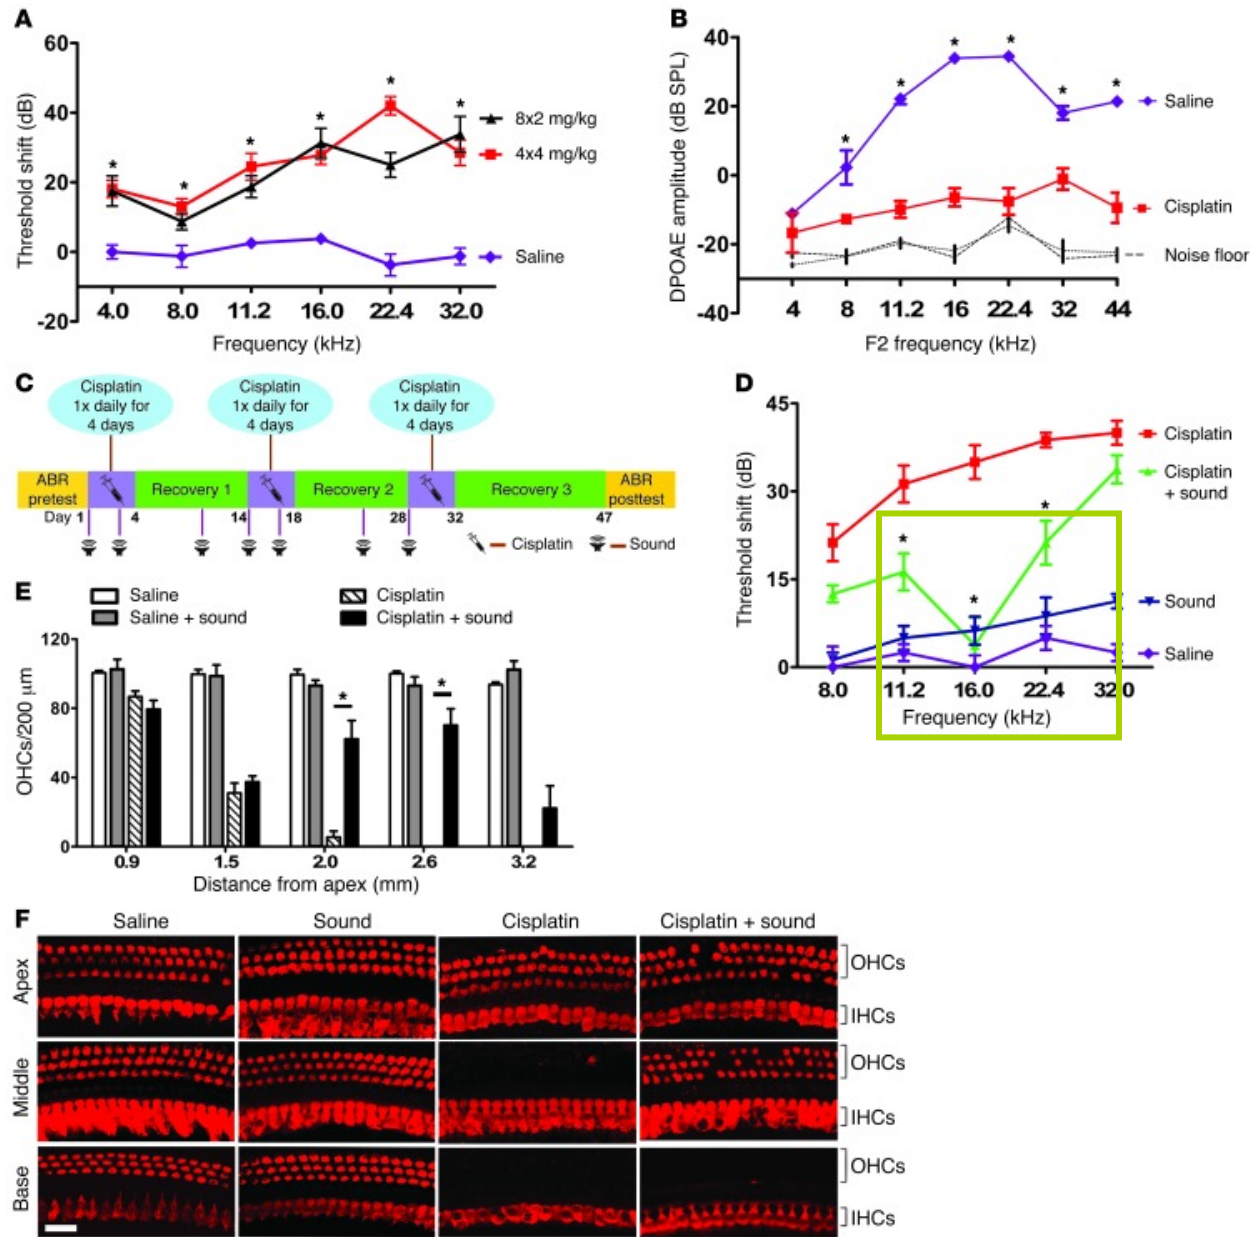 A
60
40
20
0
-20
Threshold shift (dB)
4.0 8.0 11.2 16.0 22.4 32.0
Frequency (kHz)
8x2 mg/kg
4x4 mg/kg
Saline
B
40
20
0
-20
-40
DPOAE amplitude (dB SPL)
4 8 11.2 16 22.4 32 44
F2 frequency (kHz)
Saline
Cisplatin
Noise floor
* * * * * *
* * * * * *
C
Cisplatin
1x daily for
4 days
Cisplatin
1x daily for
4 days
Cisplatin
1x daily for
4 days
ABR
pretest
Recovery 1
Recovery 2
Recovery 3
ABR
posttest
Day 1 4 14 18 28 32 47
Cisplatin
Sound
D
45
30
15
0
Threshold shift (dB)
* * *
8.0 11.2 16.0 22.4 32.0
Frequency (kHz)
Cisplatin
Cisplatin
+ sound
Sound
Saline
E
Saline
Saline + sound
Cisplatin
Cisplatin + sound
120
80
40
0
OHCs/200 µm
* *
0.9 1.5 2.0 2.6 3.2
Distance from apex (mm)
F
Saline Sound Cisplatin Cisplatin + sound
Apex
OHCs
IHCs
Middle
OHCs
IHCs
Base
OHCs
IHCs